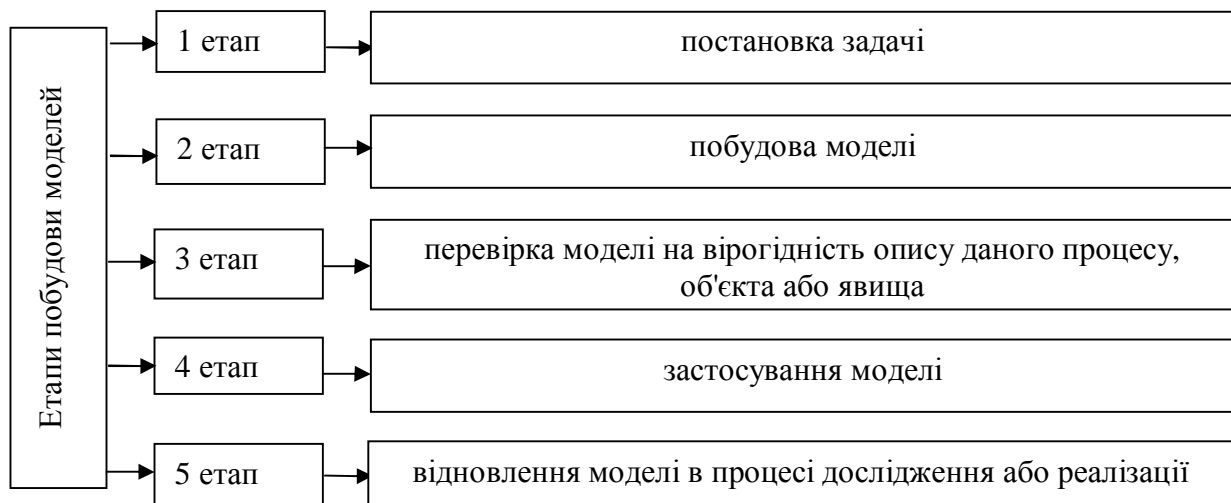 Етапи побудови моделей
1 етап
постановка задачі
2 етап
побудова моделі
3 етап
перевірка моделі на вірогідність опису даного процесу,
об'єкта або явища
4 етап
застосування моделі
5 етап
відновлення моделі в процесі дослідження або реалізації